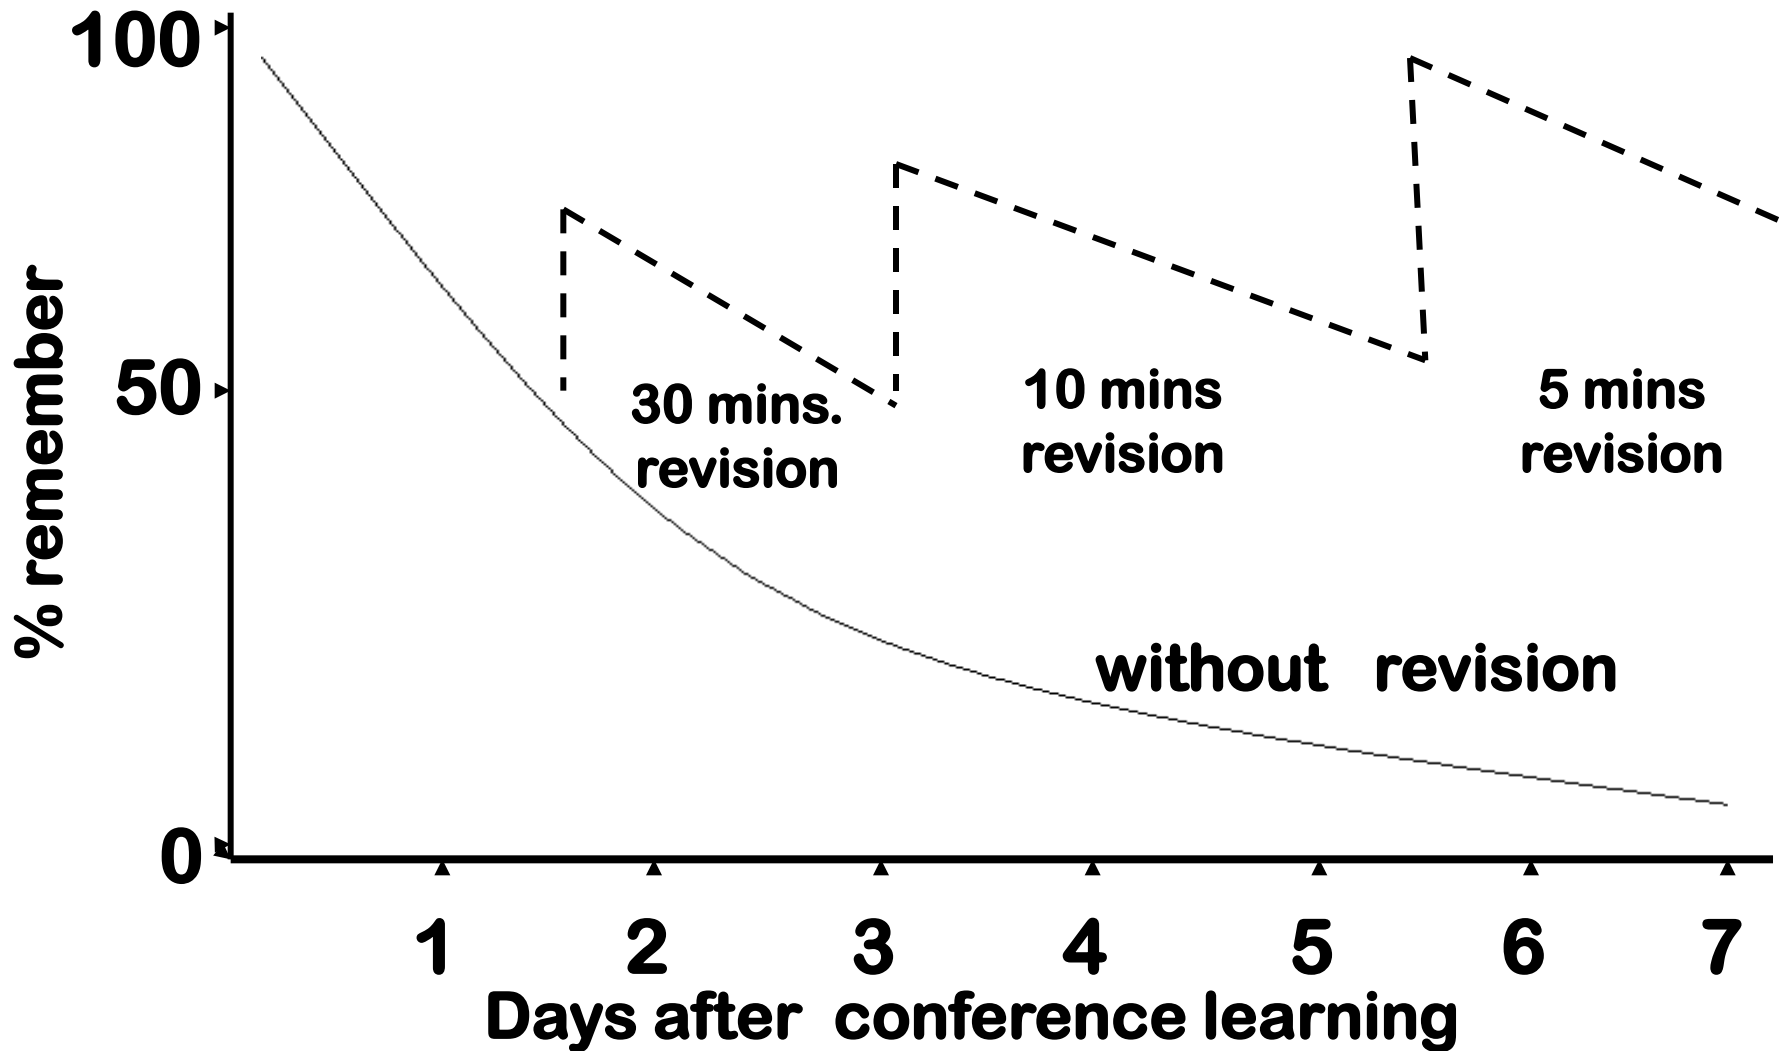 100
50
0
% remember
30 mins.
revision
10 mins
revision
5 mins
revision
without revision
1 2 3 4 5 6 7
Days after conference learning